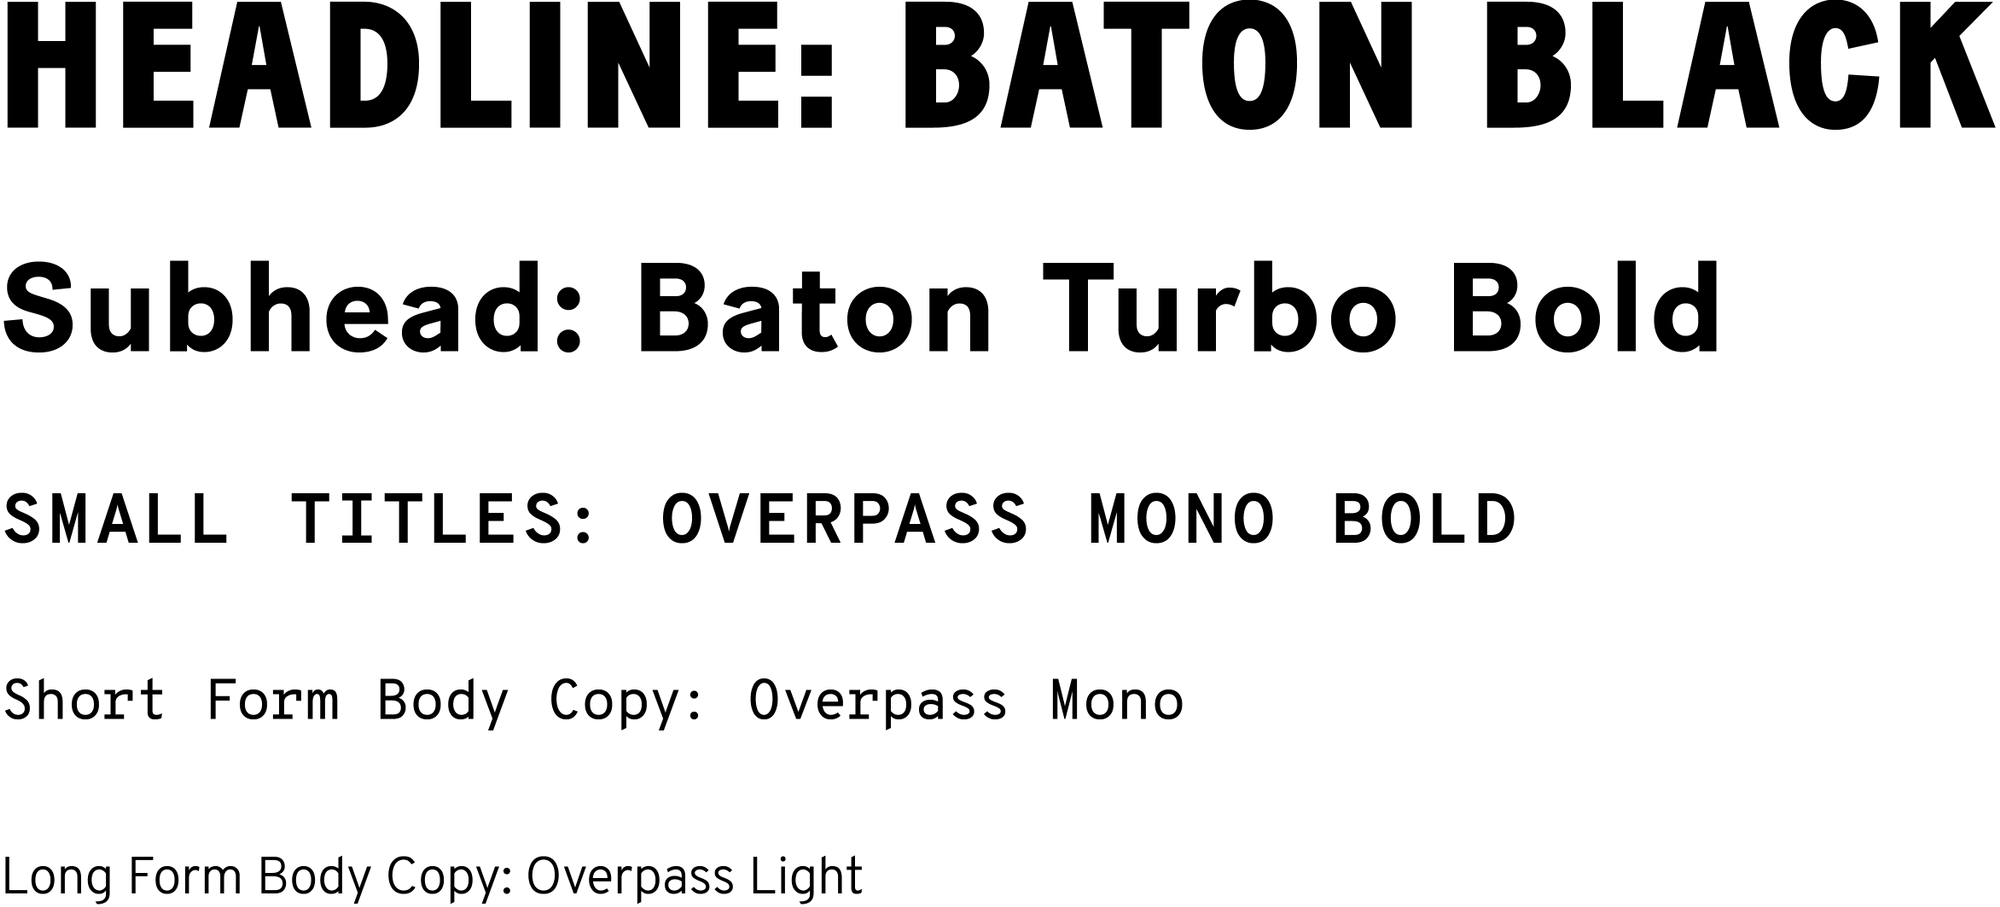 HEADLINE: BATON BLACK
Subhead: Baton Turbo Bold
SMALL TITLES: OVERPASS MONO BOLD
Short Form Body Copy: Overpass Mono
Long Form Body Copy: Overpass Light